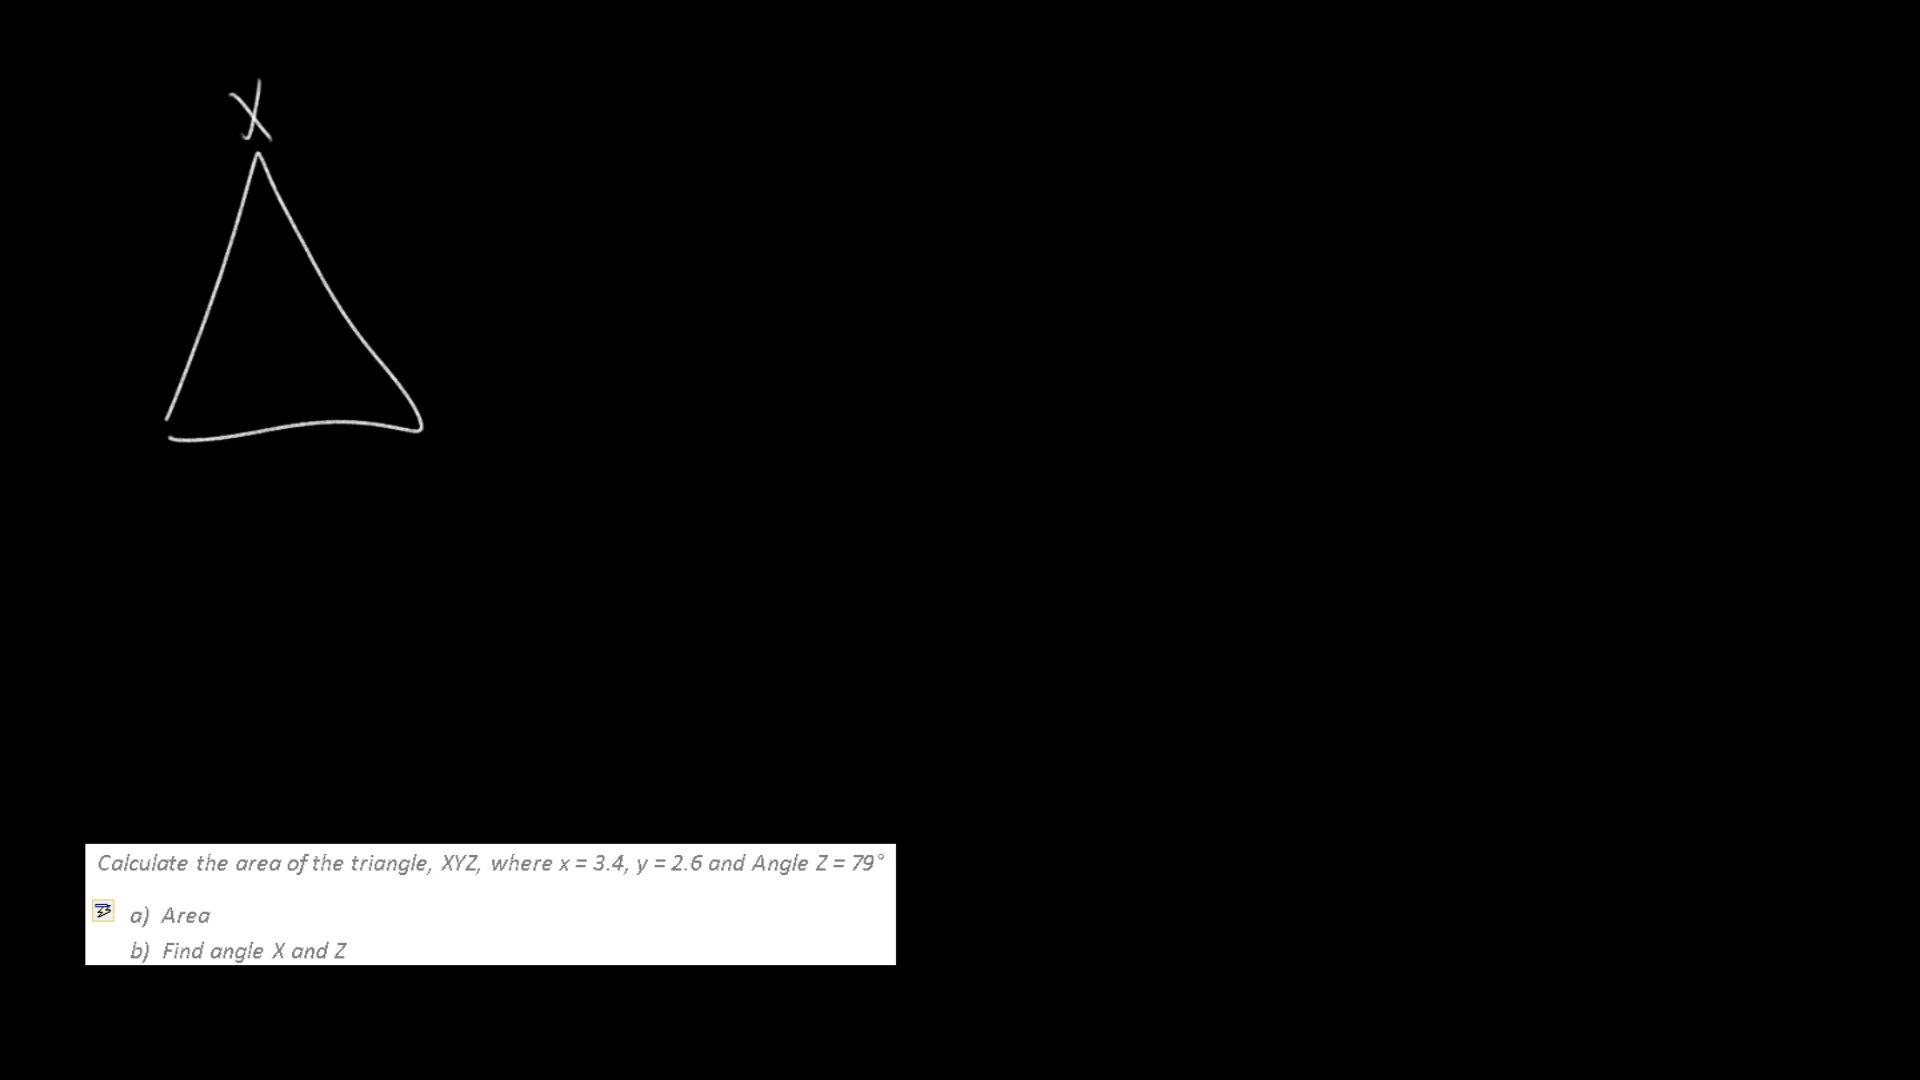 X
Calculate the area of the triangle, XYZ, where x = 3.4, y = 2.6 and Angle Z = 79°
a) Area
b) Find angle X and Z